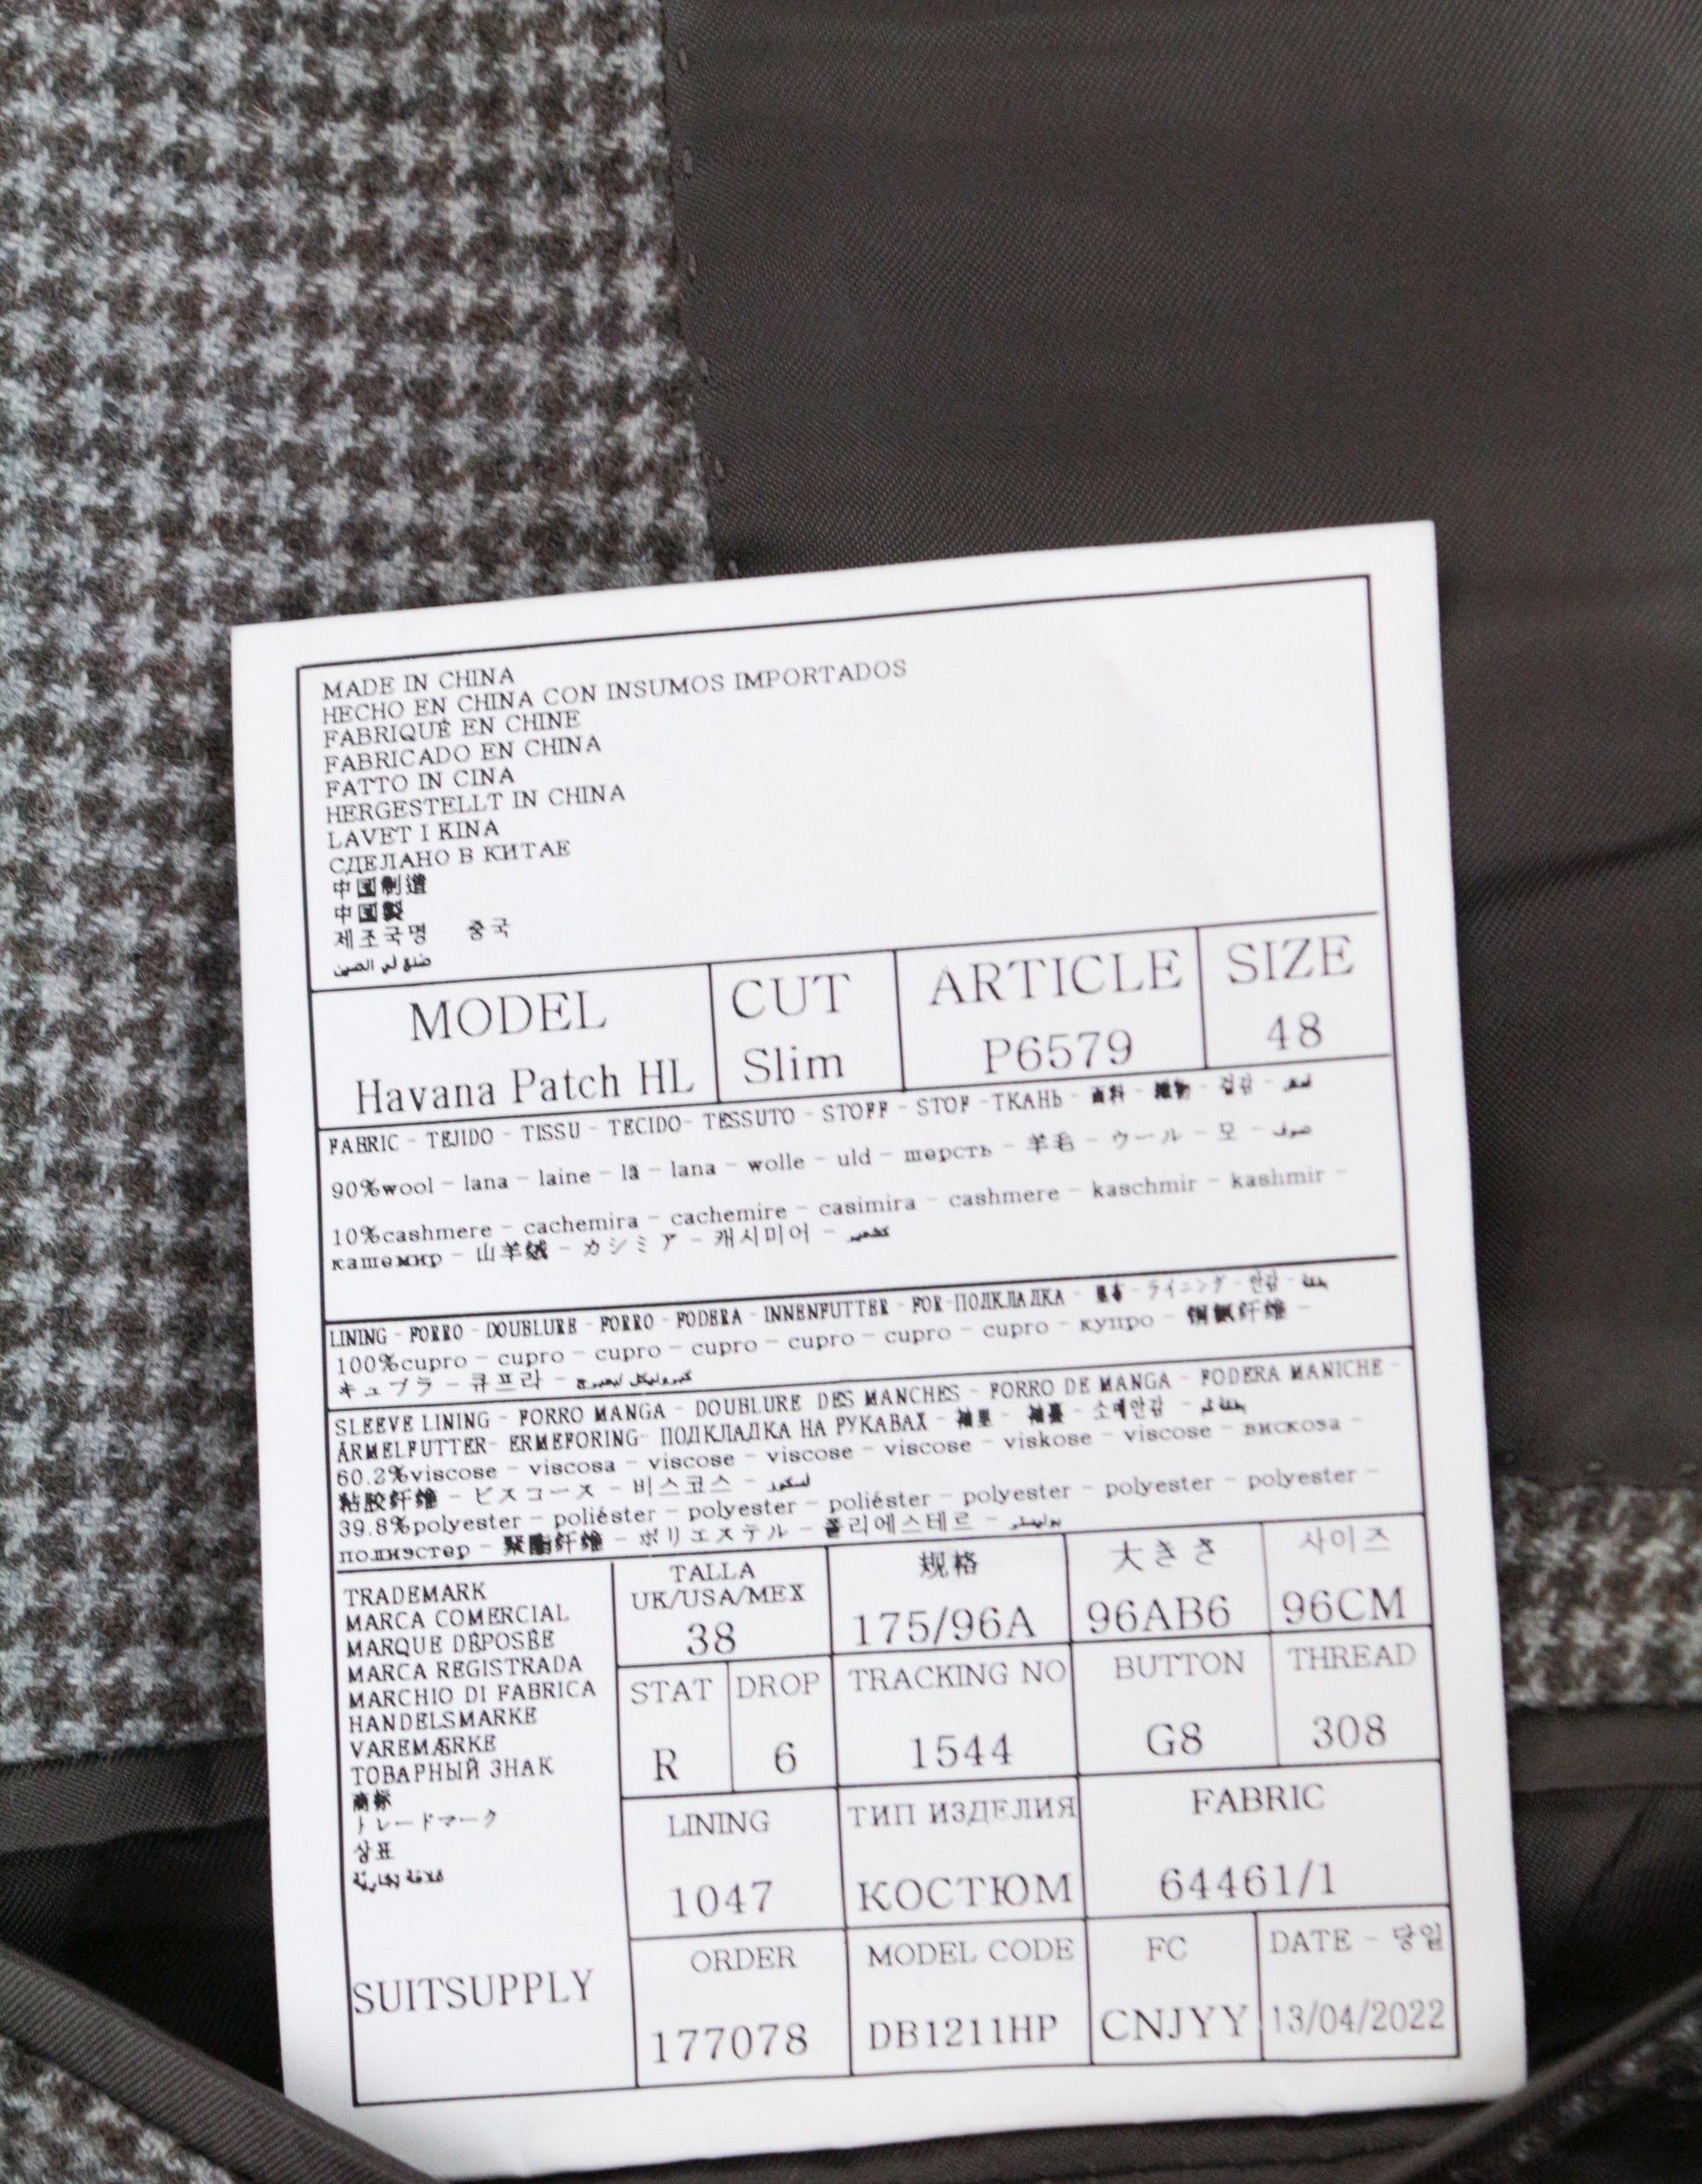 MADE IN CHINA
HECHO EN CHINA CON INSUMOS IMPORTADOS
FABRIQUÉ EN CHINE
FABRICADO EN CHINA
FATTO IN CINA
HERGESTELLT IN CHINA
LAVET I KINA
СДЕЛАНО В КИТАЕ
中国制造
中国製
제조국명 중국
MODEL CUT ARTICLE SIZE
Havana Patch HL Slim P6579 48
FABRIC - TEJIDO - TISSU - TECIDO- TESSUTO - STOFF - STOF -ТКАНЬ -
90%wool - lana - laine - lã - lana - wolle - uld - шерсть - 羊毛 - ウール - 모 - صوف
10%cashmere - cachemira - cachemire - casimira - cashmere - kaschmir - kashmir -
кашемир - 山羊绒 - カシミア - 캐시미어 - كشمير
LINING - FORRO - DOUBLURE - FORRO - FODERA - INNENFUTTER - FOR-ПОДКЛАДКА - ライニング - 안감 -
100%cupro - cupro - cupro - cupro - cupro - cupro - cupro - купро - 铜氨纤维 -
キュプラ - 큐프라 -
SLEEVE LINING - FORRO MANGA - DOUBLURE DES MANCHES - FORRO DE MANGA - FODERA MANICHE -
ÄRMELFUTTER- ERMEFORING- ПОДКЛАДКА НА РУКАВАХ - 소매안감 -
60.2%viscose - viscosa - viscose - viscose - viscose - viskose - viscose - вискоза -
粘胶纤维 - ビスコース - 비스코스 -
39.8%polyester - poliéster - polyester - poliéster - polyester - polyester - polyester -
полиэстер - 聚酯纤维 - ポリエステル - 폴리에스테르 -
TRADEMARK
MARCA COMERCIAL
MARQUE DÉPOSÉE
MARCA REGISTRADA
MARCHIO DI FABRICA
HANDELSMARKE
VAREMÆRKE
ТОВАРНЫЙ ЗНАК
商标
トレードマーク
상표
SUITSUPPLY
TALLA 规格 大きさ 사이즈
UK/USA/MEX
38 175/96A 96AB6 96CM
STAT DROP TRACKING NO BUTTON THREAD
R 6 1544 G8 308
LINING ТИП ИЗДЕЛИЯ FABRIC
1047 КОСТЮМ 64461/1
ORDER MODEL CODE FC DATE - 당일
177078 DB1211HP CNJYY 13/04/2022